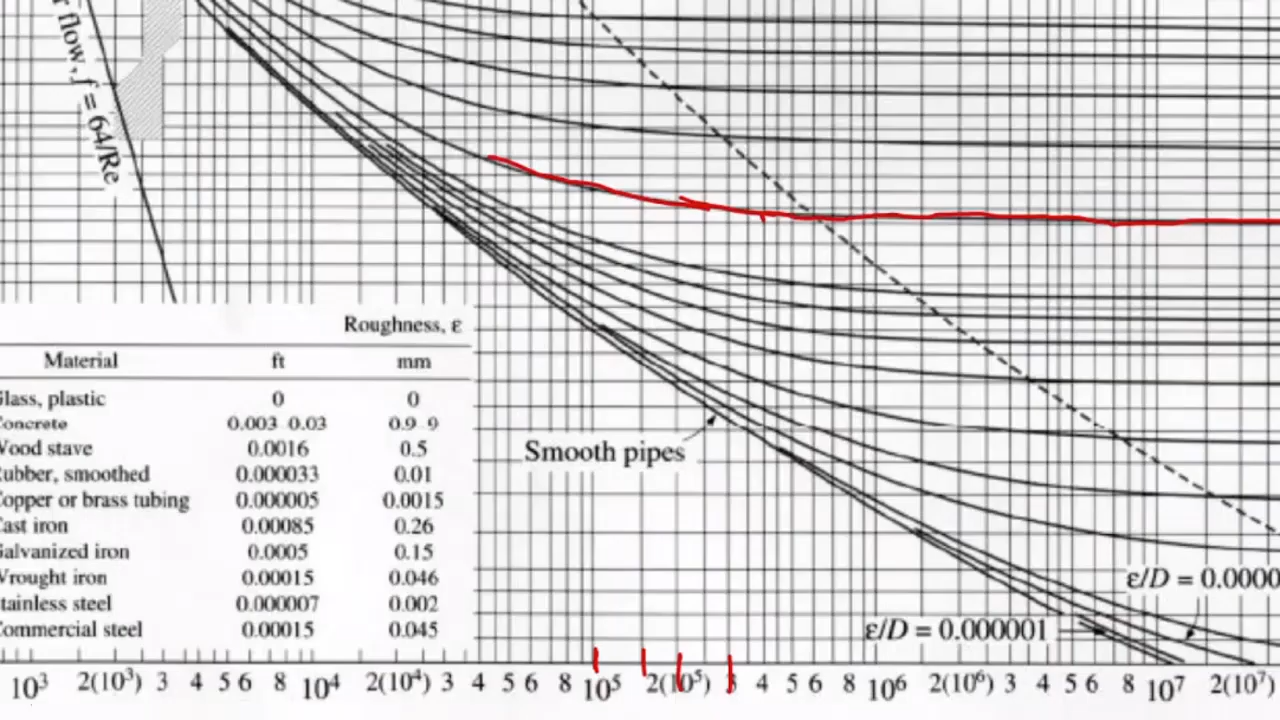 flow, f = 64/Re
Roughness, ε
Material ft mm
Glass, plastic 0 0
Concrete 0.003–0.03 0.9–9
Wood stave 0.0016 0.5
Rubber, smoothed 0.000033 0.01
Copper or brass tubing 0.000005 0.0015
Cast iron 0.00085 0.26
Galvanized iron 0.0005 0.15
Wrought iron 0.00015 0.046
Stainless steel 0.000007 0.002
Commercial steel 0.00015 0.045
Smooth pipes
ε/D = 0.0000
ε/D = 0.000001
10³ 2(10³) 3 4 5 6 8 10⁴ 2(10⁴) 3 4 5 6 8 10⁵ 2(10⁵) 3 4 5 6 8 10⁶ 2(10⁶) 3 4 5 6 8 10⁷ 2(10⁷)